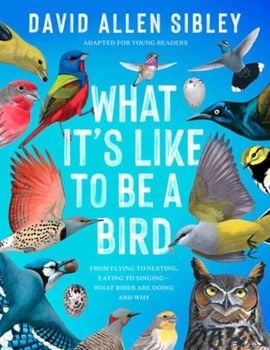 DAVID ALLEN SIBLEY
ADAPTED FOR YOUNG READERS
WHAT
IT'S LIKE
TO BE A
BIRD
FROM FLYING TO NESTING,
EATING TO SINGING—
WHAT BIRDS ARE DOING
AND WHY